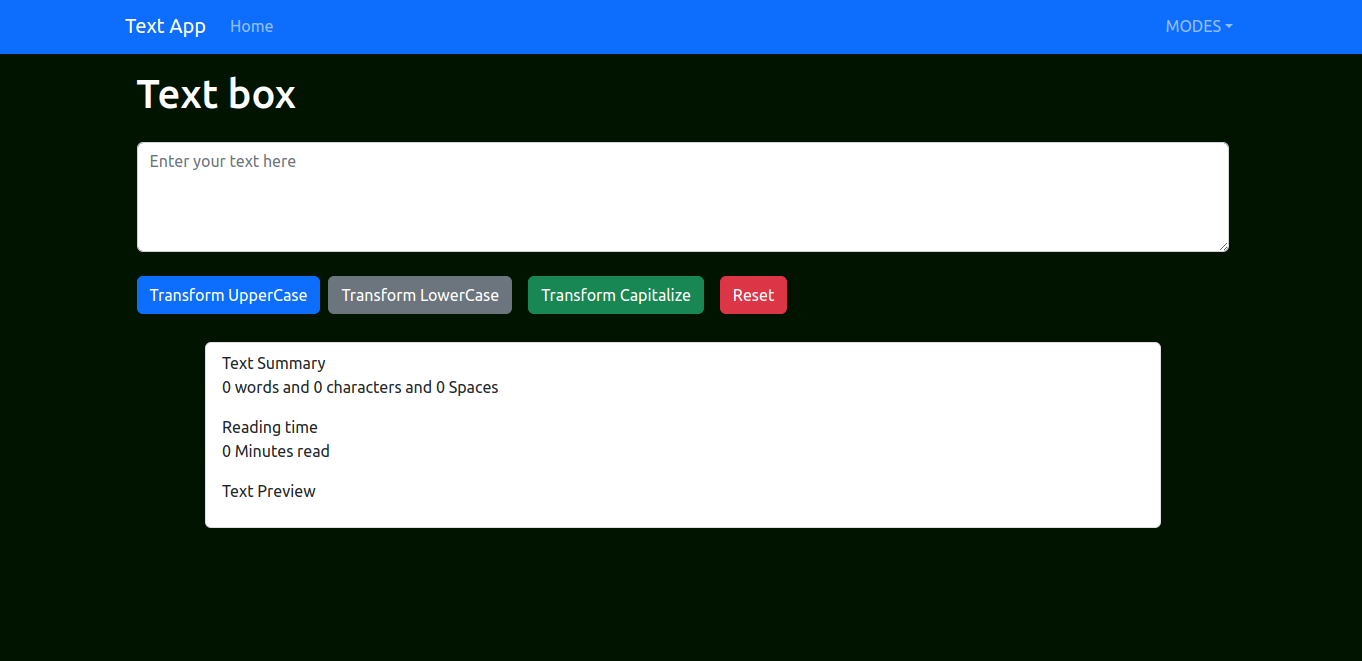 Text App Home MODES
Text box
Enter your text here
Transform UpperCase Transform LowerCase Transform Capitalize Reset
Text Summary
0 words and 0 characters and 0 Spaces
Reading time
0 Minutes read
Text Preview